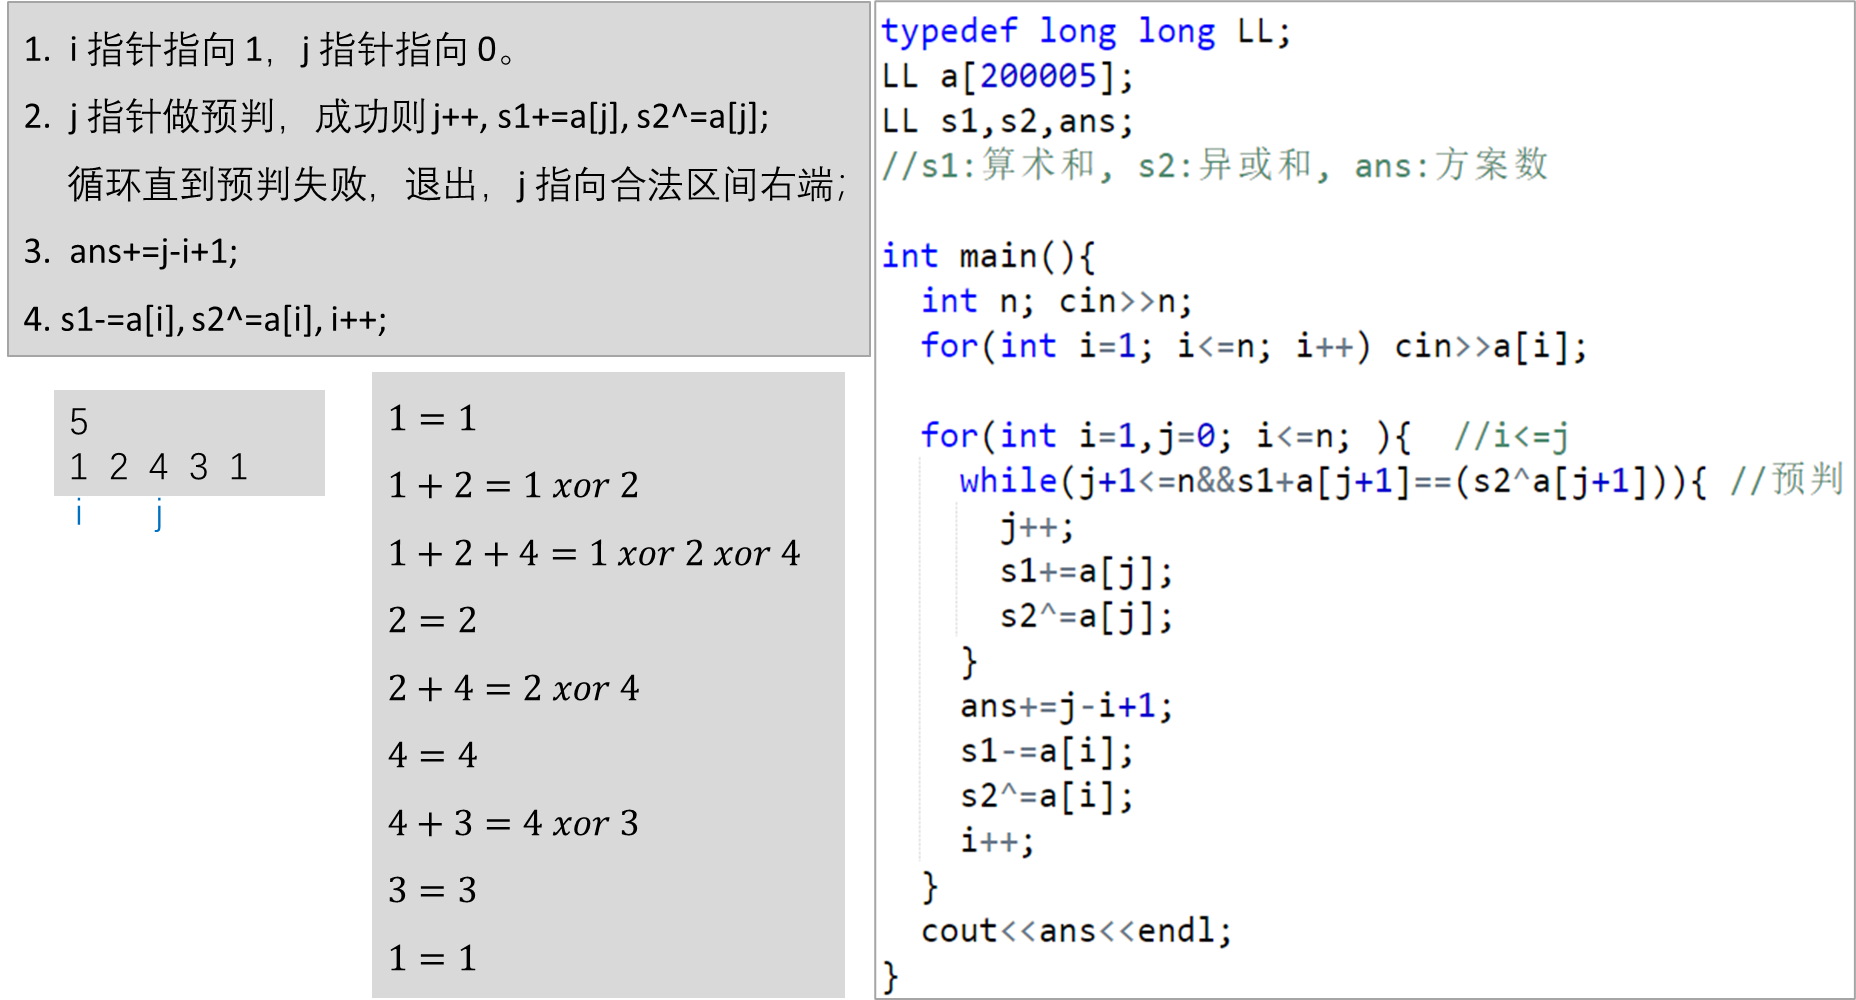 1. i 指针指向 1，j 指针指向 0。
2. j 指针做预判，成功则 j++, s1+=a[j], s2^=a[j];
循环直到预判失败，退出，j 指向合法区间右端；
3. ans+=j-i+1;
4. s1-=a[i], s2^=a[i], i++;
5
1 2 4 3 1
i j
1 = 1
1 + 2 = 1 xor 2
1 + 2 + 4 = 1 xor 2 xor 4
2 = 2
2 + 4 = 2 xor 4
4 = 4
4 + 3 = 4 xor 3
3 = 3
1 = 1
typedef long long LL;
LL a[200005];
LL s1,s2,ans;
//s1:算术和, s2:异或和, ans:方案数
int main(){
int n; cin>>n;
for(int i=1; i<=n; i++) cin>>a[i];
for(int i=1,j=0; i<=n; ){ //i<=j
while(j+1<=n&&s1+a[j+1]==(s2^a[j+1])){ //预判
j++;
s1+=a[j];
s2^=a[j];
}
ans+=j-i+1;
s1-=a[i];
s2^=a[i];
i++;
}
cout<<ans<<endl;
}